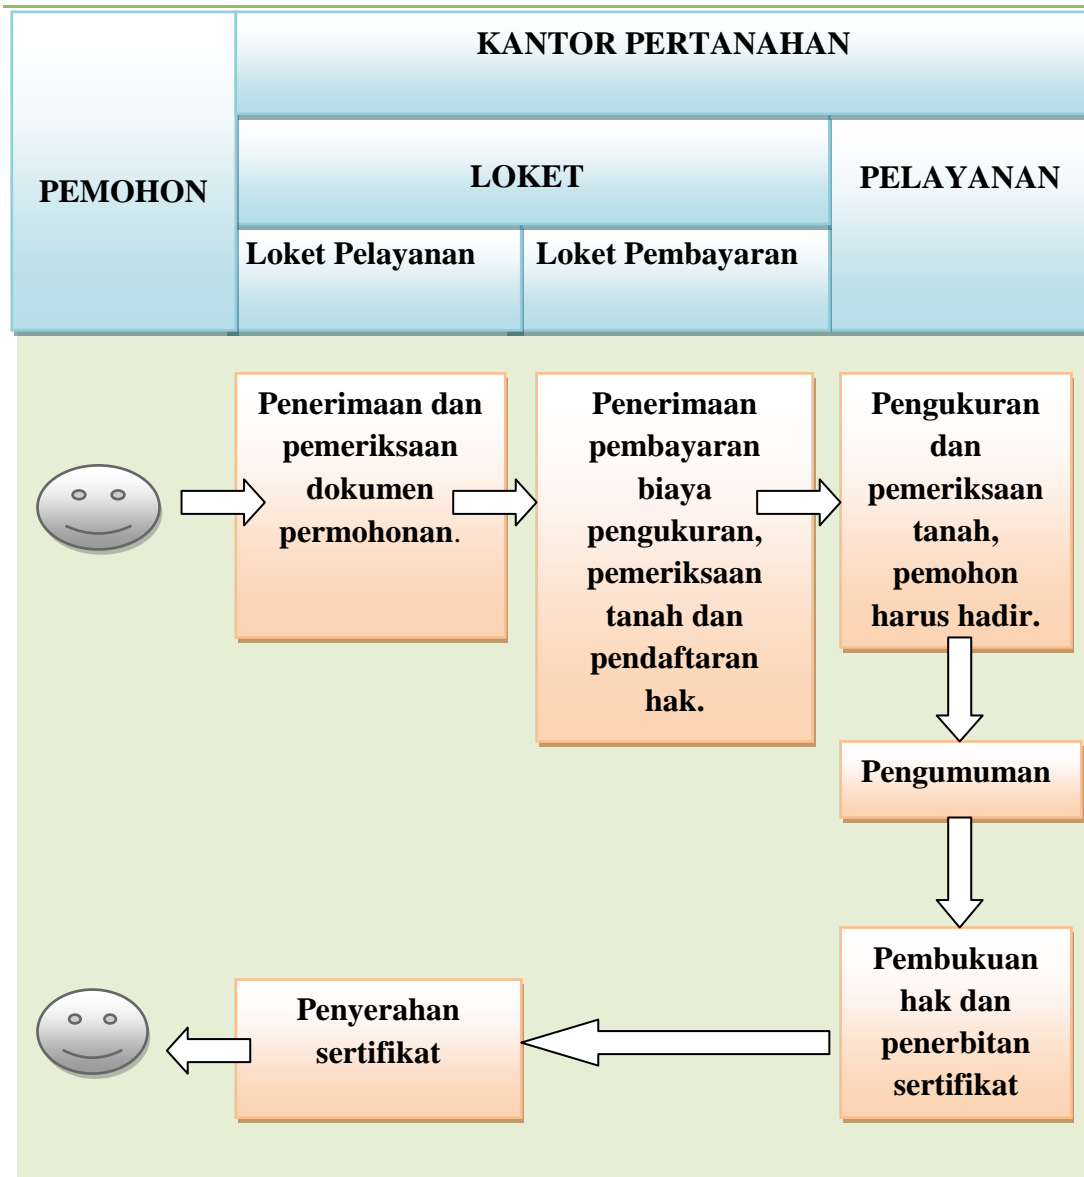 KANTOR PERTANAHAN
PEMOHON
LOKET
PELAYANAN
Loket Pelayanan
Loket Pembayaran
Penerimaan dan
pemeriksaan
dokumen
permohonan.
Penerimaan
pembayaran
biaya
pengukuran,
pemeriksaan
tanah dan
pendaftaran
hak.
Pengukuran
dan
pemeriksaan
tanah,
pemohon
harus hadir.
Pengumuman
Pembukuan
hak dan
penerbitan
sertifikat
Penyerahan
sertifikat